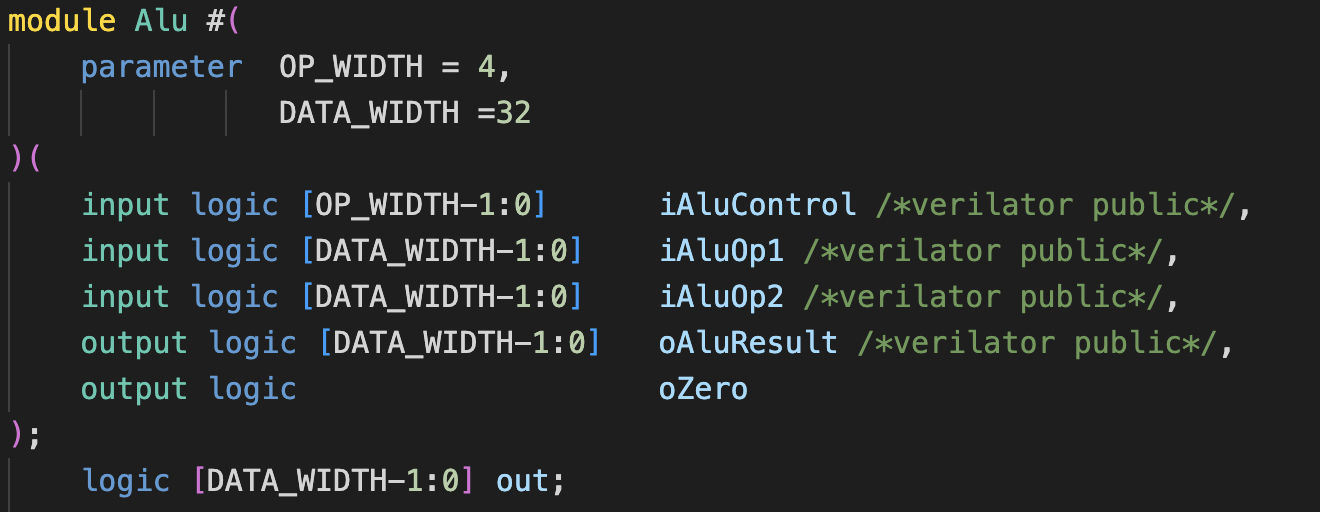 module Alu #(
    parameter  OP_WIDTH = 4,
               DATA_WIDTH =32
)(
    input logic [OP_WIDTH-1:0]      iAluControl /*verilator public*/,
    input logic [DATA_WIDTH-1:0]    iAluOp1 /*verilator public*/,
    input logic [DATA_WIDTH-1:0]    iAluOp2 /*verilator public*/,
    output logic [DATA_WIDTH-1:0]   oAluResult /*verilator public*/,
    output logic                    oZero
);
    logic [DATA_WIDTH-1:0] out;